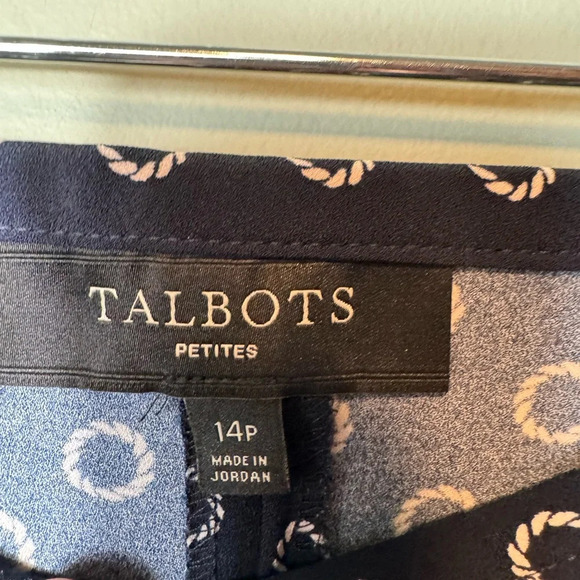 TALBOTS
PETITES
14P
MADE IN
JORDAN